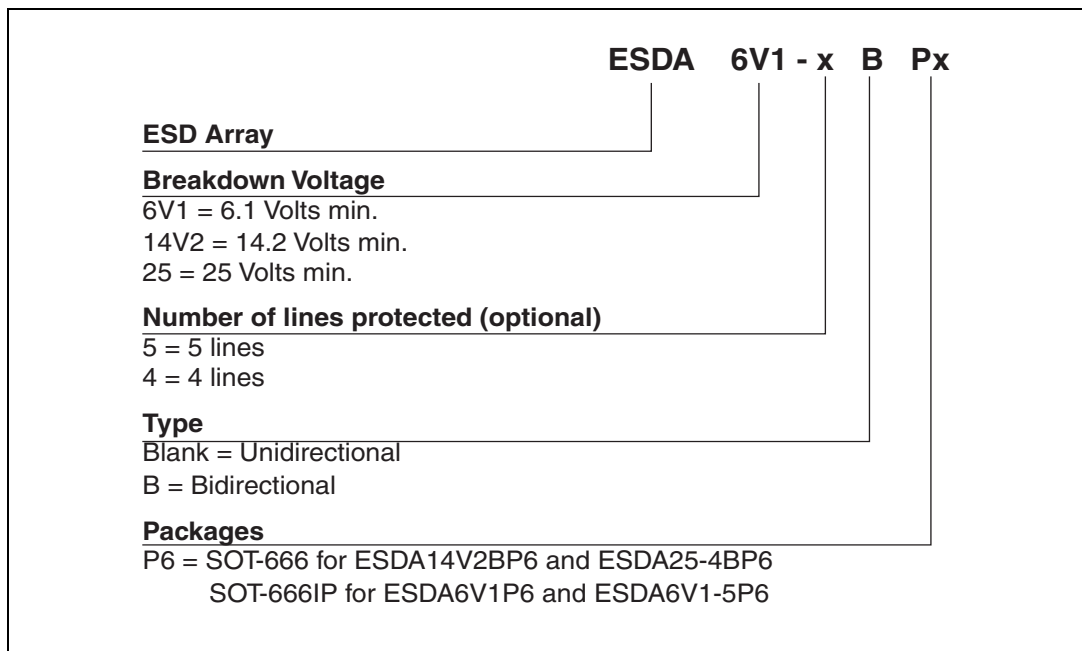 ESDA 6V1 - x B Px
ESD Array
Breakdown Voltage
6V1 = 6.1 Volts min.
14V2 = 14.2 Volts min.
25 = 25 Volts min.
Number of lines protected (optional)
5 = 5 lines
4 = 4 lines
Type
Blank = Unidirectional
B = Bidirectional
Packages
P6 = SOT-666 for ESDA14V2BP6 and ESDA25-4BP6
SOT-666IP for ESDA6V1P6 and ESDA6V1-5P6